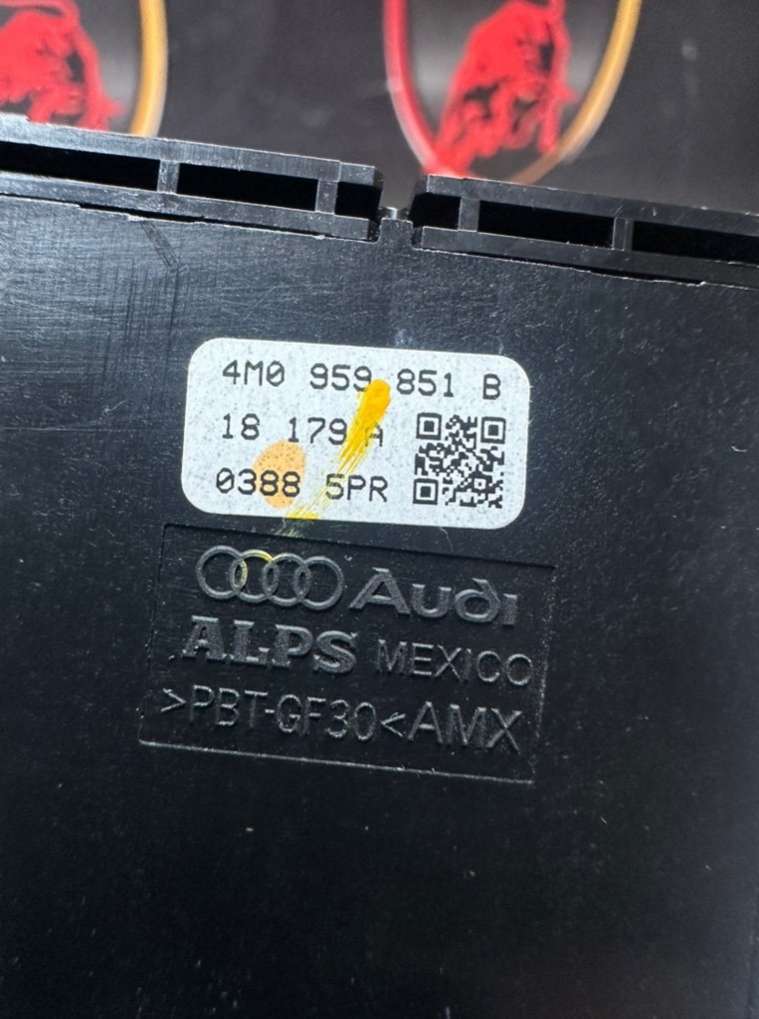 4M0 959 851 B
18 179 A
0388 5PR
Audi
ALPS MEXICO
>PBT-GF30<AMX